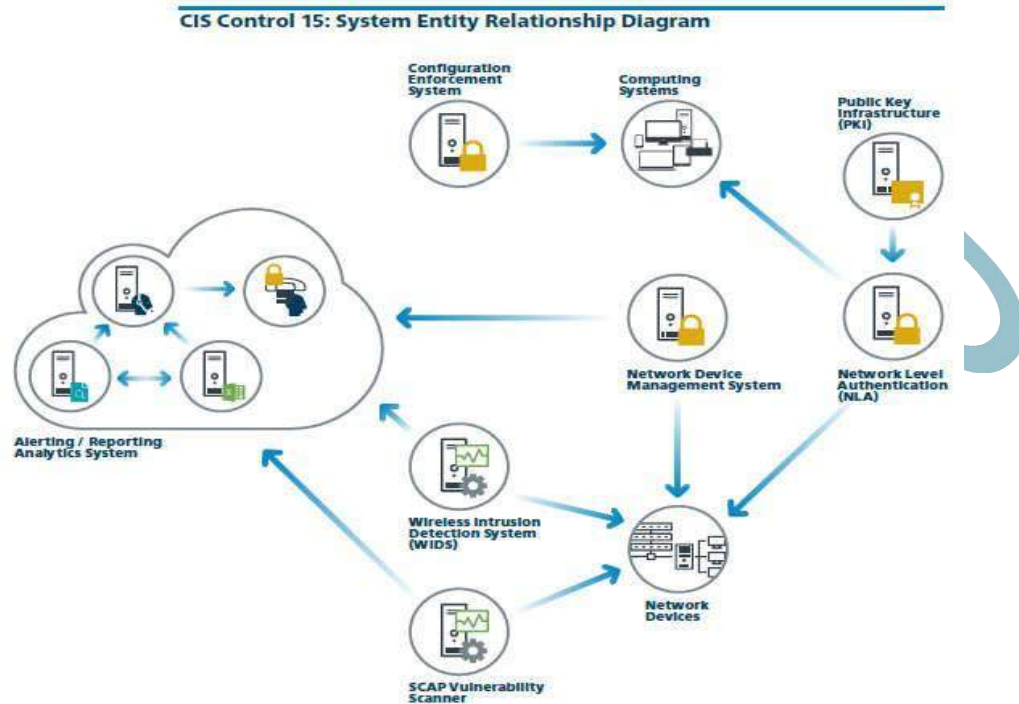 CIS Control 15: System Entity Relationship Diagram
Configuration
Enforcement
System
Computing
Systems
Public Key
Infrastructure
(PKI)
Network Device
Management System
Network Level
Authentication
(NLA)
Alerting / Reporting
Analytics System
Wireless Intrusion
Detection System
(WIDS)
Network
Devices
SCAP Vulnerability
Scanner